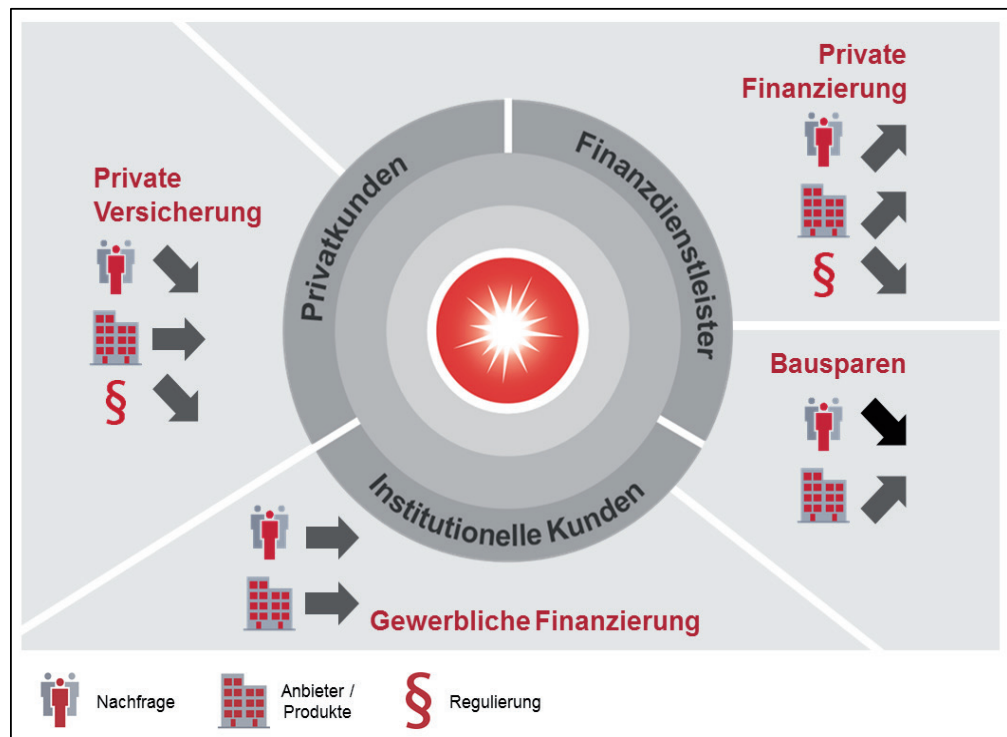 Private
Finanzierung
§
Private
Versicherung
§
Privatkunden
Finanzdienstleister
Institutionelle Kunden
Bausparen
Gewerbliche Finanzierung
Nachfrage
Anbieter /
Produkte
§
Regulierung